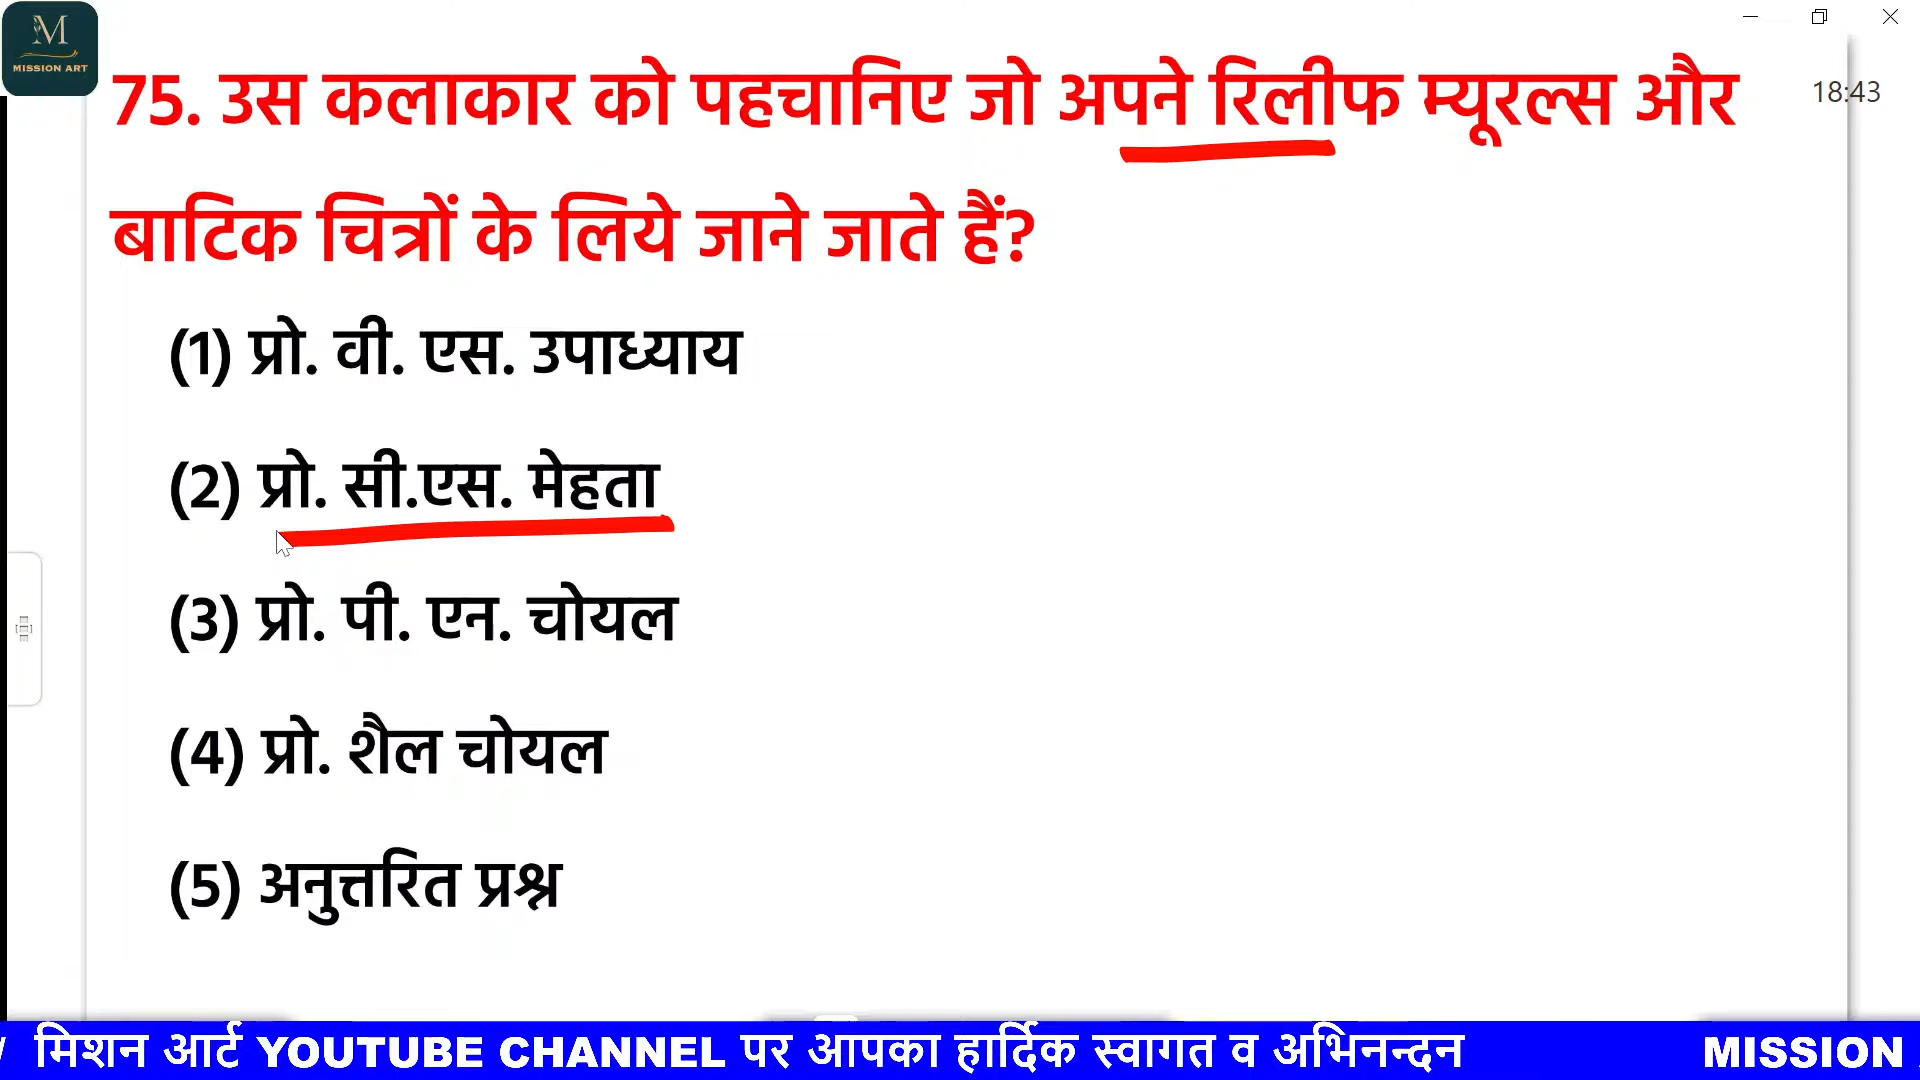 M
MISSION ART
75. उस कलाकार को पहचानिए जो अपने रिलीफ म्यूरल्स और
18:43
बाटिक चित्रों के लिये जाने जाते हैं?
(1) प्रो. वी. एस. उपाध्याय
(2) प्रो. सी.एस. मेहता
(3) प्रो. पी. एन. चोयल
(4) प्रो. शैल चोयल
(5) अनुत्तरित प्रश्न
मिशन आर्ट YOUTUBE CHANNEL पर आपका हार्दिक स्वागत व अभिनन्दन MISSION